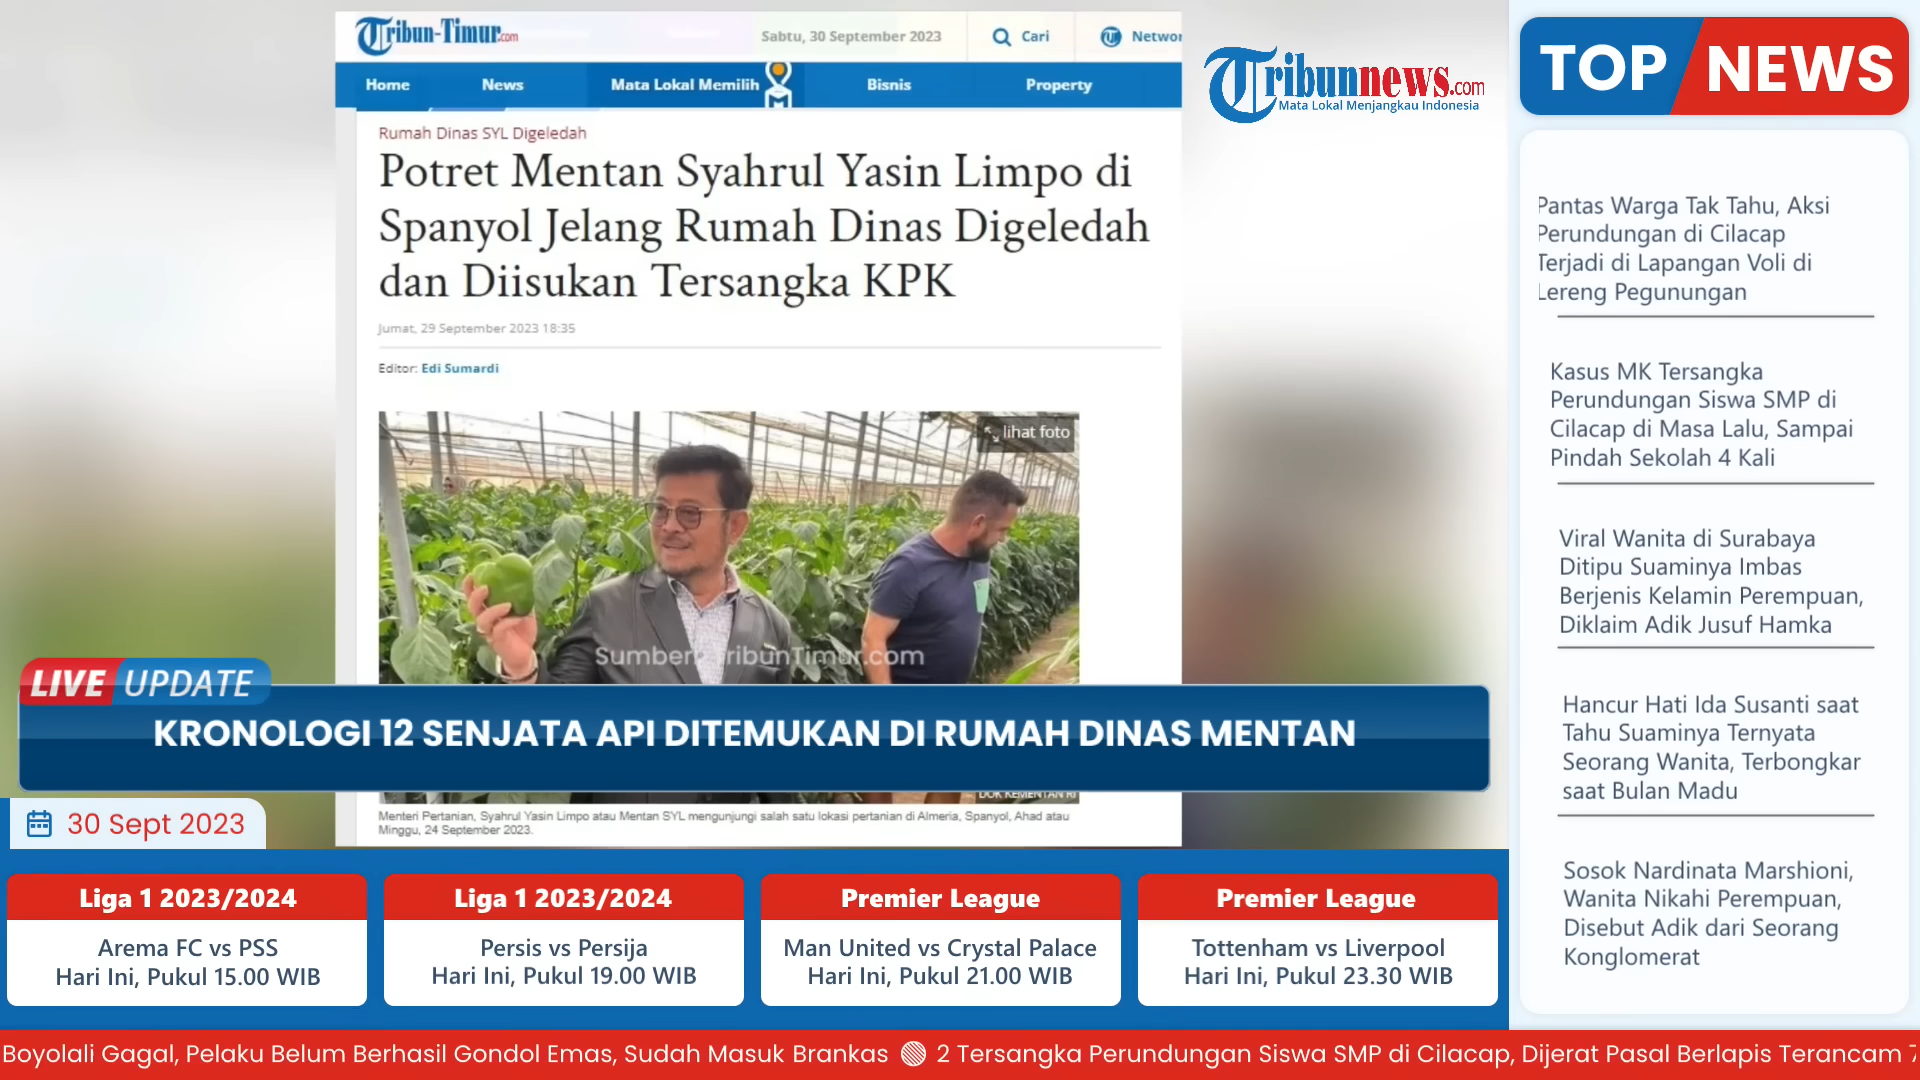 Tribun-Timur.com
Sabtu, 30 September 2023
Cari
Networ
Home
News
Mata Lokal Memilih
Bisnis
Property
Rumah Dinas SYL Digeledah
Potret Mentan Syahrul Yasin Limpo di
Spanyol Jelang Rumah Dinas Digeledah
dan Diisukan Tersangka KPK
Jumat, 29 September 2023 18:35
Editor: Edi Sumardi
lihat foto
Sumber: TribunTimur.com
Tribunnews.com
Mata Lokal Menjangkau Indonesia
LIVE UPDATE
KRONOLOGI 12 SENJATA API DITEMUKAN DI RUMAH DINAS MENTAN
DOK KEMENTAN RI
Menteri Pertanian, Syahrul Yasin Limpo atau Mentan SYL mengunjungi salah satu lokasi pertanian di Almeria, Spanyol, Ahad atau
Minggu, 24 September 2023.
30 Sept 2023
Liga 1 2023/2024
Arema FC vs PSS
Hari Ini, Pukul 15.00 WIB
Liga 1 2023/2024
Persis vs Persija
Hari Ini, Pukul 19.00 WIB
Premier League
Man United vs Crystal Palace
Hari Ini, Pukul 21.00 WIB
Premier League
Tottenham vs Liverpool
Hari Ini, Pukul 23.30 WIB
TOP NEWS
Pantas Warga Tak Tahu, Aksi
Perundungan di Cilacap
Terjadi di Lapangan Voli di
Lereng Pegunungan
Kasus MK Tersangka
Perundungan Siswa SMP di
Cilacap di Masa Lalu, Sampai
Pindah Sekolah 4 Kali
Viral Wanita di Surabaya
Ditipu Suaminya Imbas
Berjenis Kelamin Perempuan,
Diklaim Adik Jusuf Hamka
Hancur Hati Ida Susanti saat
Tahu Suaminya Ternyata
Seorang Wanita, Terbongkar
saat Bulan Madu
Sosok Nardinata Marshioni,
Wanita Nikahi Perempuan,
Disebut Adik dari Seorang
Konglomerat
Boyolali Gagal, Pelaku Belum Berhasil Gondol Emas, Sudah Masuk Brankas
2 Tersangka Perundungan Siswa SMP di Cilacap, Dijerat Pasal Berlapis Terancam 7